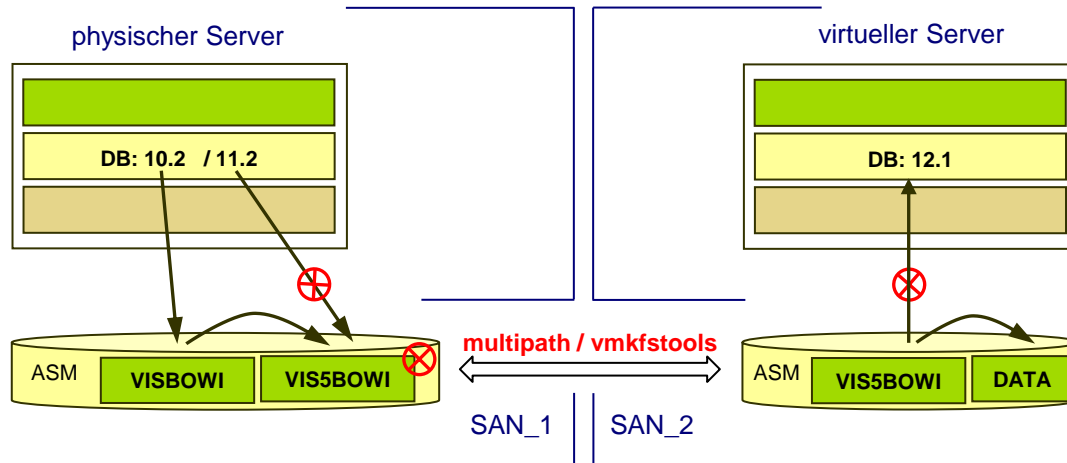 physischer Server
virtueller Server
DB: 10.2 / 11.2
DB: 12.1
multipath / vmkfstools
ASM
VISBOWI
VIS5BOWI
ASM
VIS5BOWI
DATA
SAN_1
SAN_2